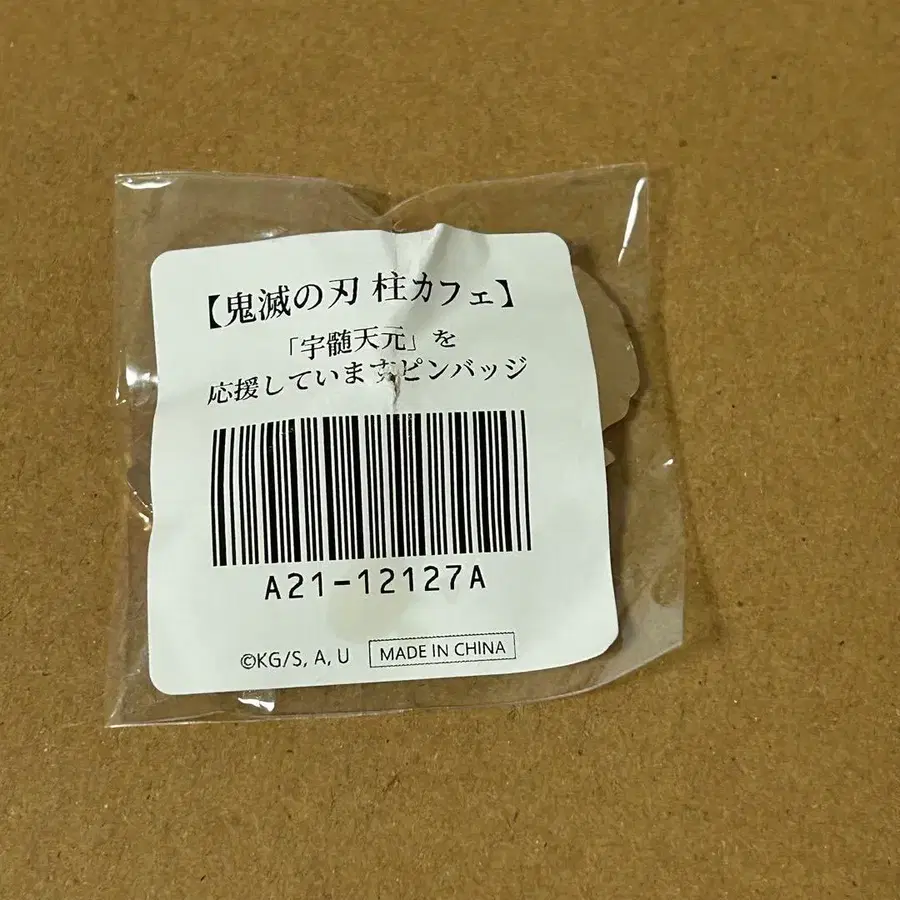 【鬼滅の刃 柱カフェ】
「宇髄天元」を
応援していますピンバッジ
A21-12127A
©KG/S, A, U MADE IN CHINA